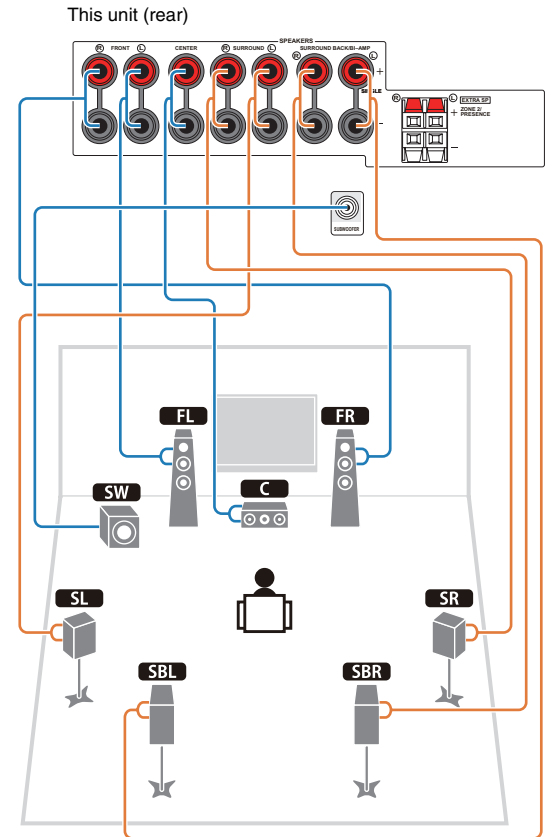 This unit (rear)
SPEAKERS
R FRONT L CENTER R SURROUND L R SURROUND BACK/BI–AMP L
+
SINGLE
–
R L EXTRA SP
ZONE 2/
PRESENCE
+
–
SUBWOOFER
FL FR
SW C
SL SR
SBL SBR